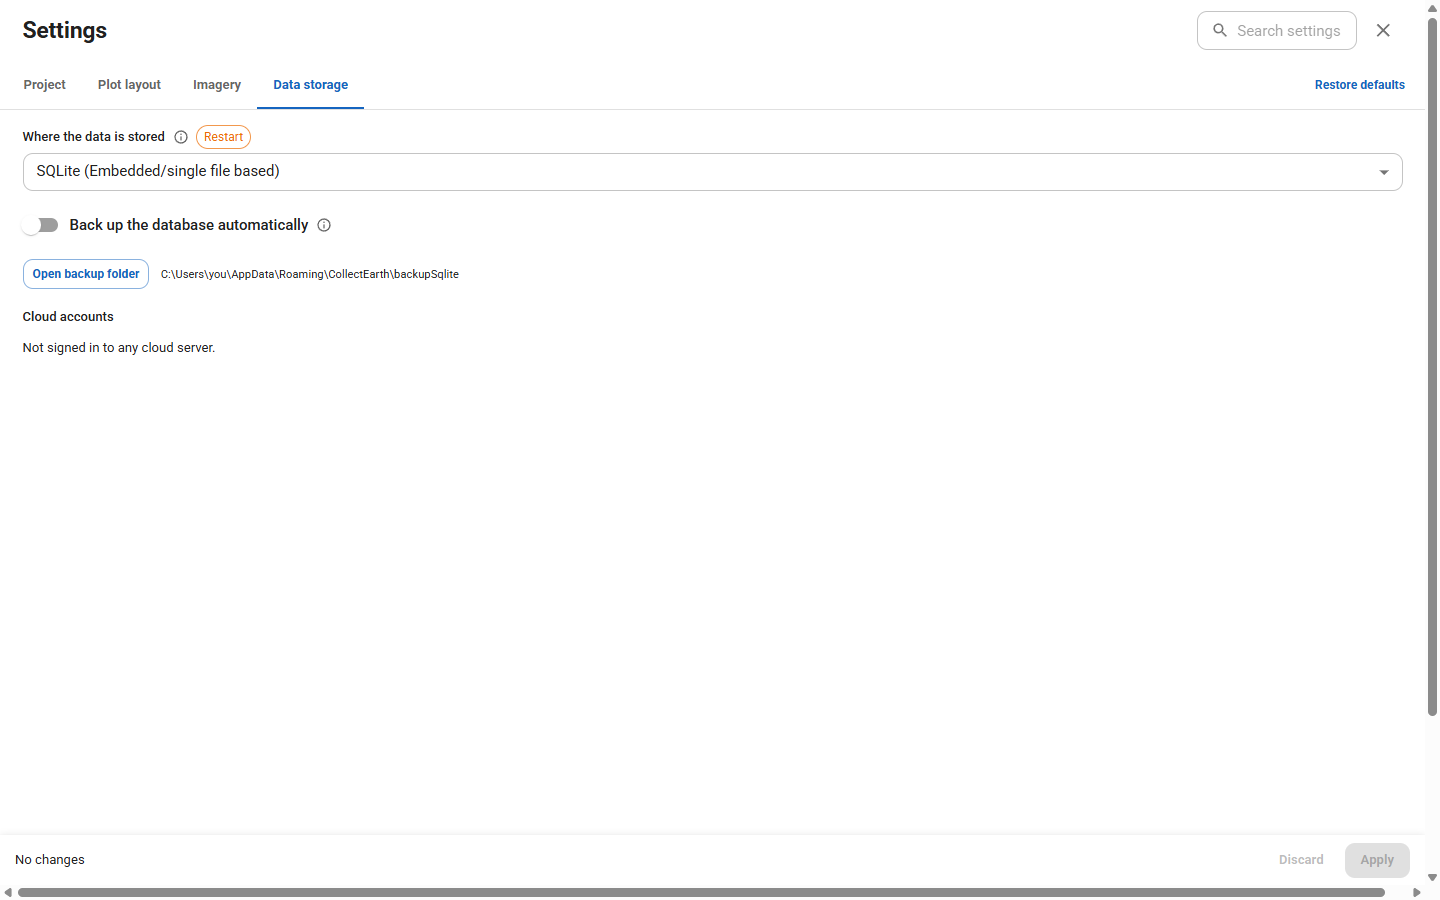 Settings
Search settings
Project
Plot layout
Imagery
Data storage
Restore defaults
Where the data is stored
Restart
SQLite (Embedded/single file based)
Back up the database automatically
Open backup folder
C:\Users\you\AppData\Roaming\CollectEarth\backupSqlite
Cloud accounts
Not signed in to any cloud server.
No changes
Discard
Apply